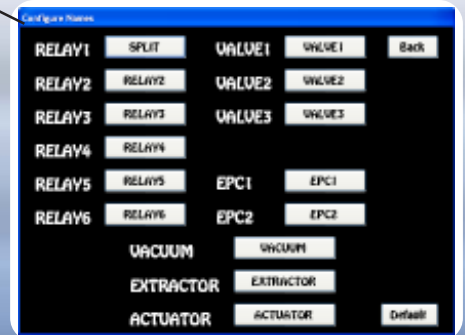 Configure Names
RELAY1 SPLIT VALVE1 VALVE1 Back
RELAY2 RELAY2 VALVE2 VALVE2
RELAY3 RELAY3 VALVE3 VALVE3
RELAY4 RELAY4
RELAY5 RELAY5 EPC1 EPC1
RELAY6 RELAY6 EPC2 EPC2
VACUUM VACUUM
EXTRACTOR EXTRACTOR
ACTUATOR ACTUATOR Default